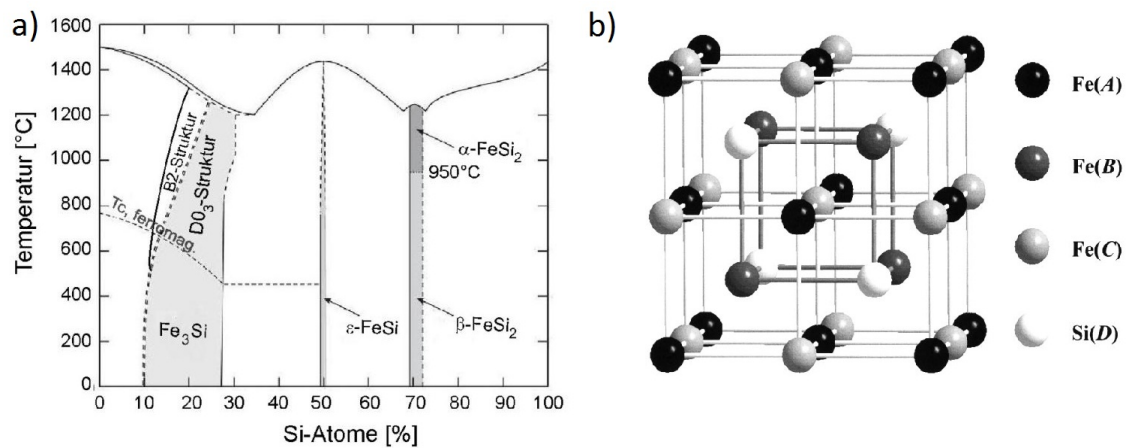 a)
Temperatur [°C]
1600
1400
1200
1000
800
600
400
200
0
B2-Struktur
D0₃-Struktur
Tc, ferromag.
Fe₃Si
ε-FeSi
α-FeSi₂
950°C
β-FeSi₂
0 10 20 30 40 50 60 70 80 90 100
Si-Atome [%]
b)
Fe(A)
Fe(B)
Fe(C)
Si(D)